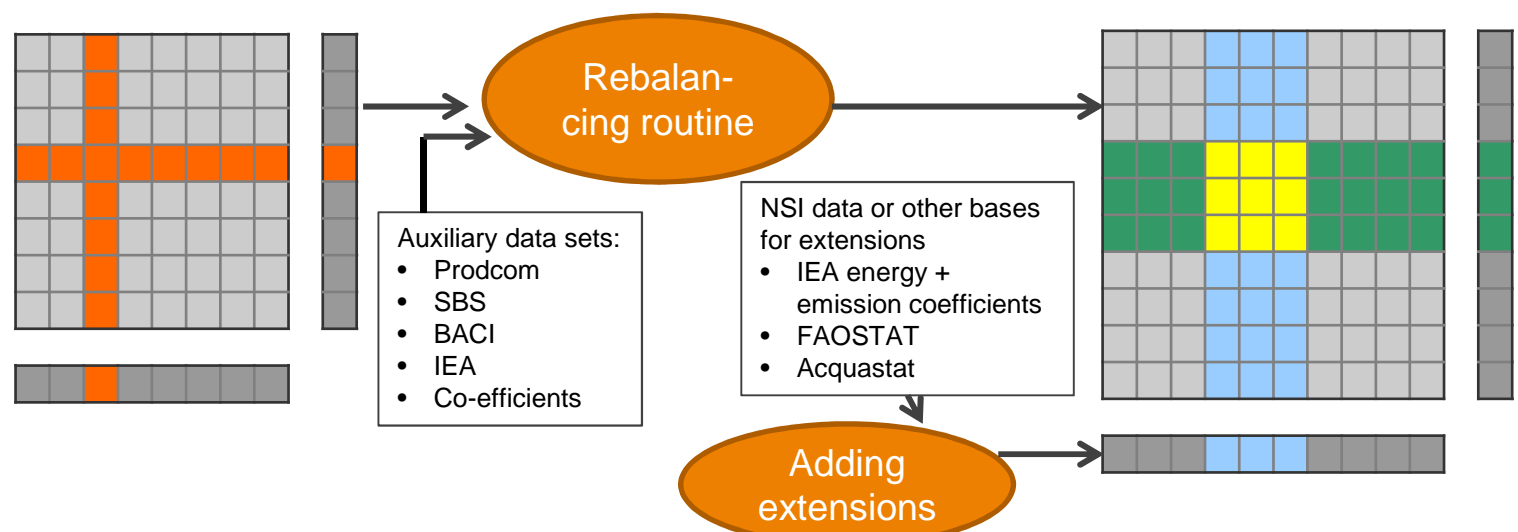 Rebalan-
cing routine
Auxiliary data sets:
• Prodcom
• SBS
• BACI
• IEA
• Co-efficients
NSI data or other bases
for extensions
• IEA energy +
emission coefficients
• FAOSTAT
• Acquastat
Adding
extensions